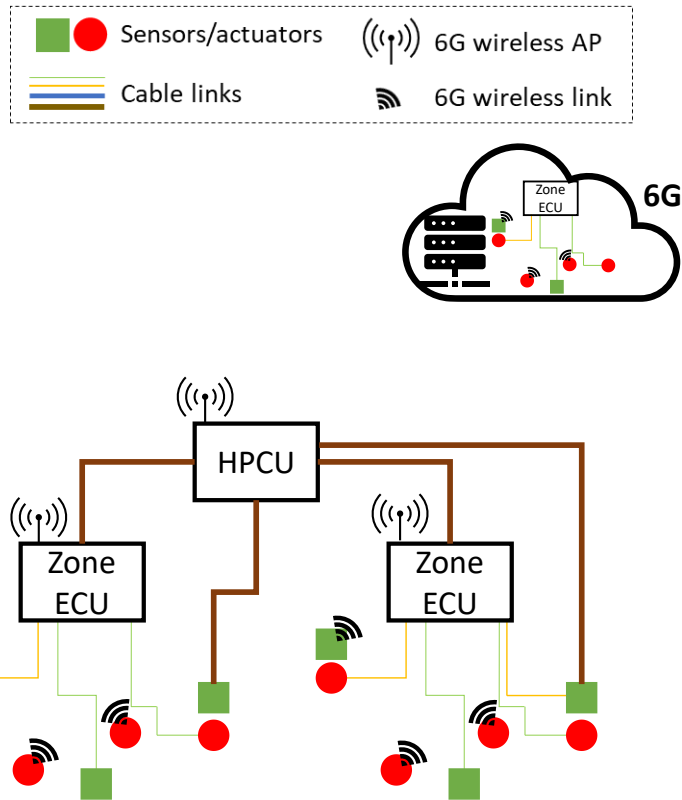 Sensors/actuators
6G wireless AP
Cable links
6G wireless link
Zone
ECU
6G
HPCU
Zone
ECU
Zone
ECU